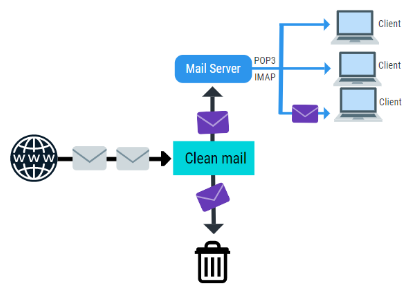 Client
Mail Server
POP3
IMAP
Client
Client
WWW
Clean mail